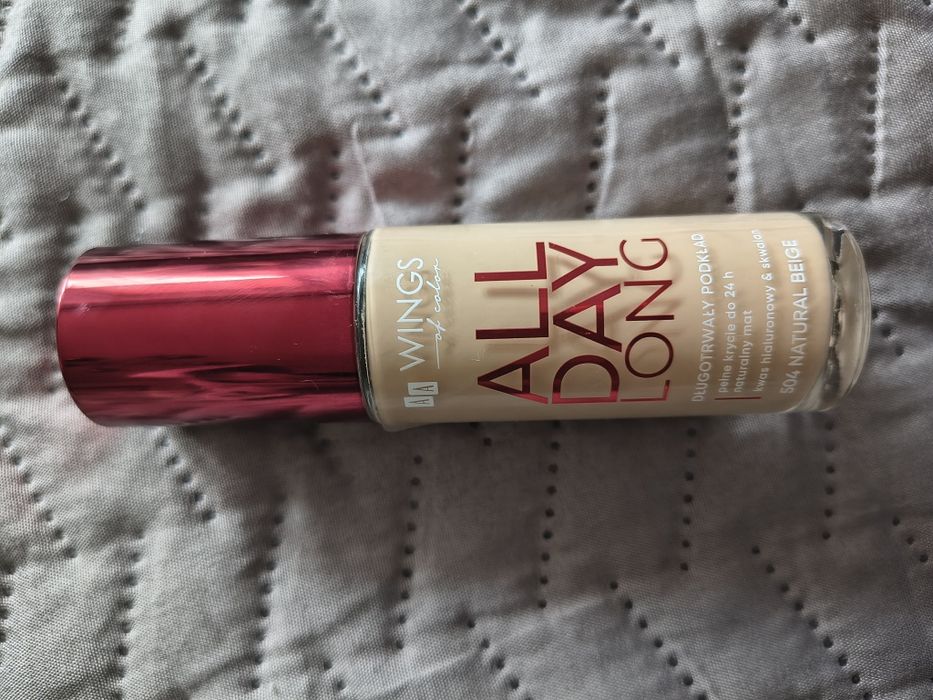 AA WINGS
of color
ALL
DAY
LONG
DŁUGOTRWAŁY PODKŁAD
pełne krycie do 24 h
naturalny mat
kwas hialuronowy & skwalan
504 NATURAL BEIGE